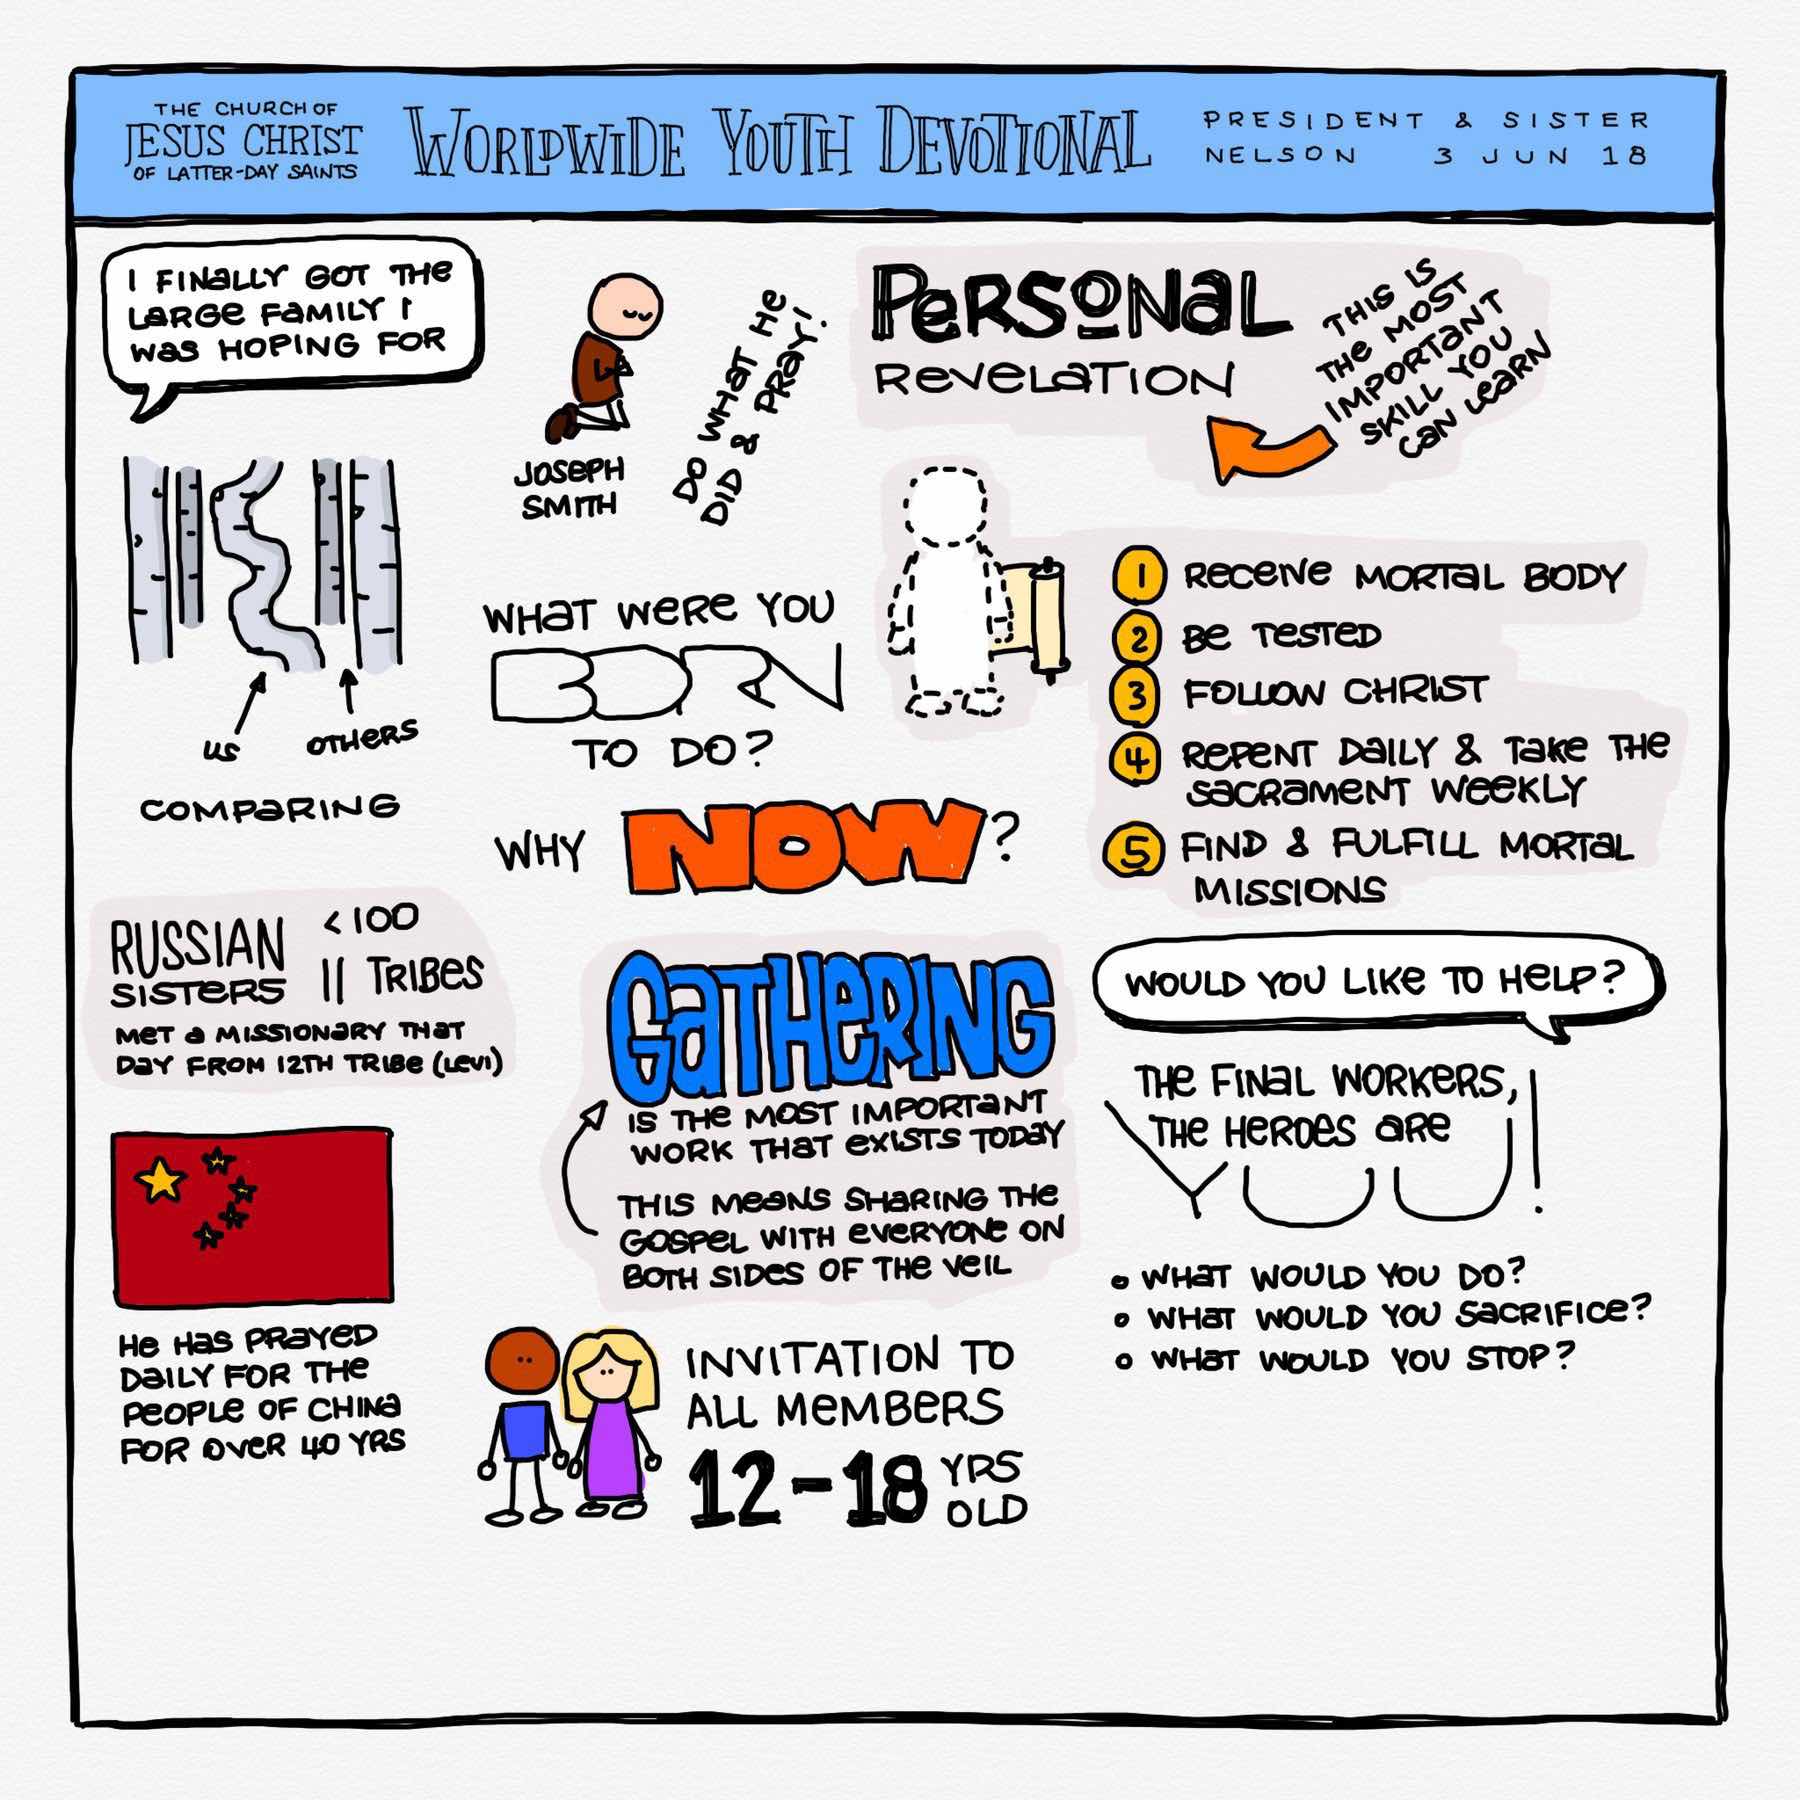 THE CHURCH OF
JESUS CHRIST
OF LATTER-DAY SAINTS
WORLDWIDE YOUTH DEVOTIONAL
PRESIDENT & SISTER
NELSON 3 JUN 18
I FINALLY GOT THE
LARGE FAMILY I
WAS HOPING FOR
US
OTHERS
COMPARING
RUSSIAN
SISTERS
<100
11 TRIBES
MET A MISSIONARY THAT
DAY FROM 12TH TRIBE (LEVI)
HE HAS PRAYED
DAILY FOR THE
PEOPLE OF CHINA
FOR OVER 40 YRS
JOSEPH
SMITH
DO WHAT HE
DID & PRAY!
WHAT WERE YOU
BORN
TO DO?
WHY NOW?
PERSONAL
REVELATION
THIS IS
THE MOST
IMPORTANT
SKILL YOU
CAN LEARN
1 RECEIVE MORTAL BODY
2 BE TESTED
3 FOLLOW CHRIST
4 REPENT DAILY & TAKE THE
SACRAMENT WEEKLY
5 FIND & FULFILL MORTAL
MISSIONS
GATHERING
IS THE MOST IMPORTANT
WORK THAT EXISTS TODAY
THIS MEANS SHARING THE
GOSPEL WITH EVERYONE ON
BOTH SIDES OF THE VEIL
INVITATION TO
ALL MEMBERS
12-18 YRS
OLD
WOULD YOU LIKE TO HELP?
THE FINAL WORKERS,
THE HEROES ARE
YOU!
• WHAT WOULD YOU DO?
• WHAT WOULD YOU SACRIFICE?
• WHAT WOULD YOU STOP?